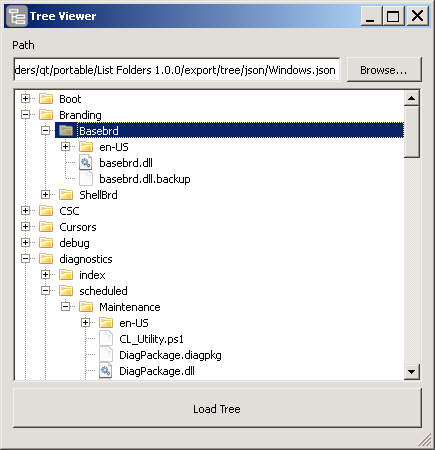 Tree Viewer
Path
ders/qt/portable/List Folders 1.0.0/export/tree/json/Windows.json
Browse...
Boot
Branding
Basebrd
en-US
basebrd.dll
basebrd.dll.backup
ShellBrd
CSC
Cursors
debug
diagnostics
index
scheduled
Maintenance
en-US
CL_Utility.ps1
DiagPackage.diagpkg
DiagPackage.dll
Load Tree